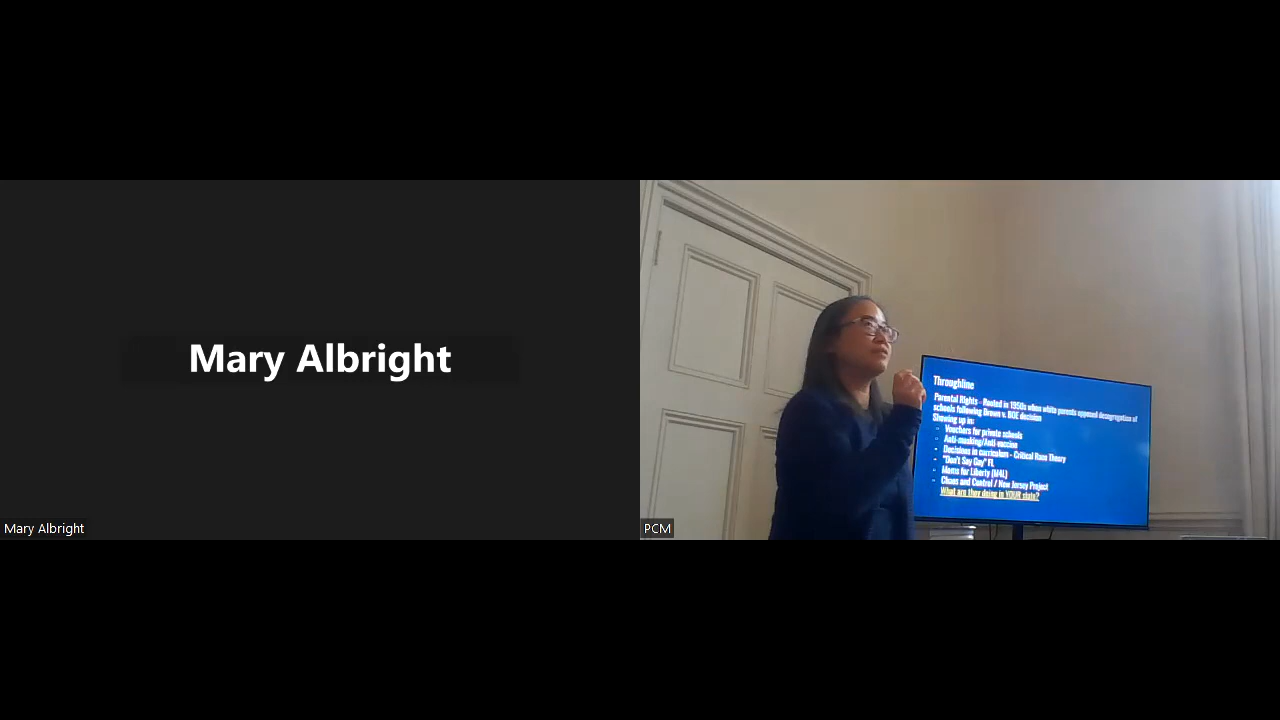 Mary Albright
Mary Albright
PCM
Throughline
Parental Rights - Rooted in 1950s when white parents opposed desegregation of
schools following Brown v. BOE decision
Showing up in:
- Vouchers for private schools
- Anti-masking/Anti-vaccine
- Decisions in curriculum - Critical Race Theory
- "Don't Say Gay" FL
- Moms for Liberty (M4L)
- Chaos and Control / New Jersey Project
What are they doing in YOUR state?